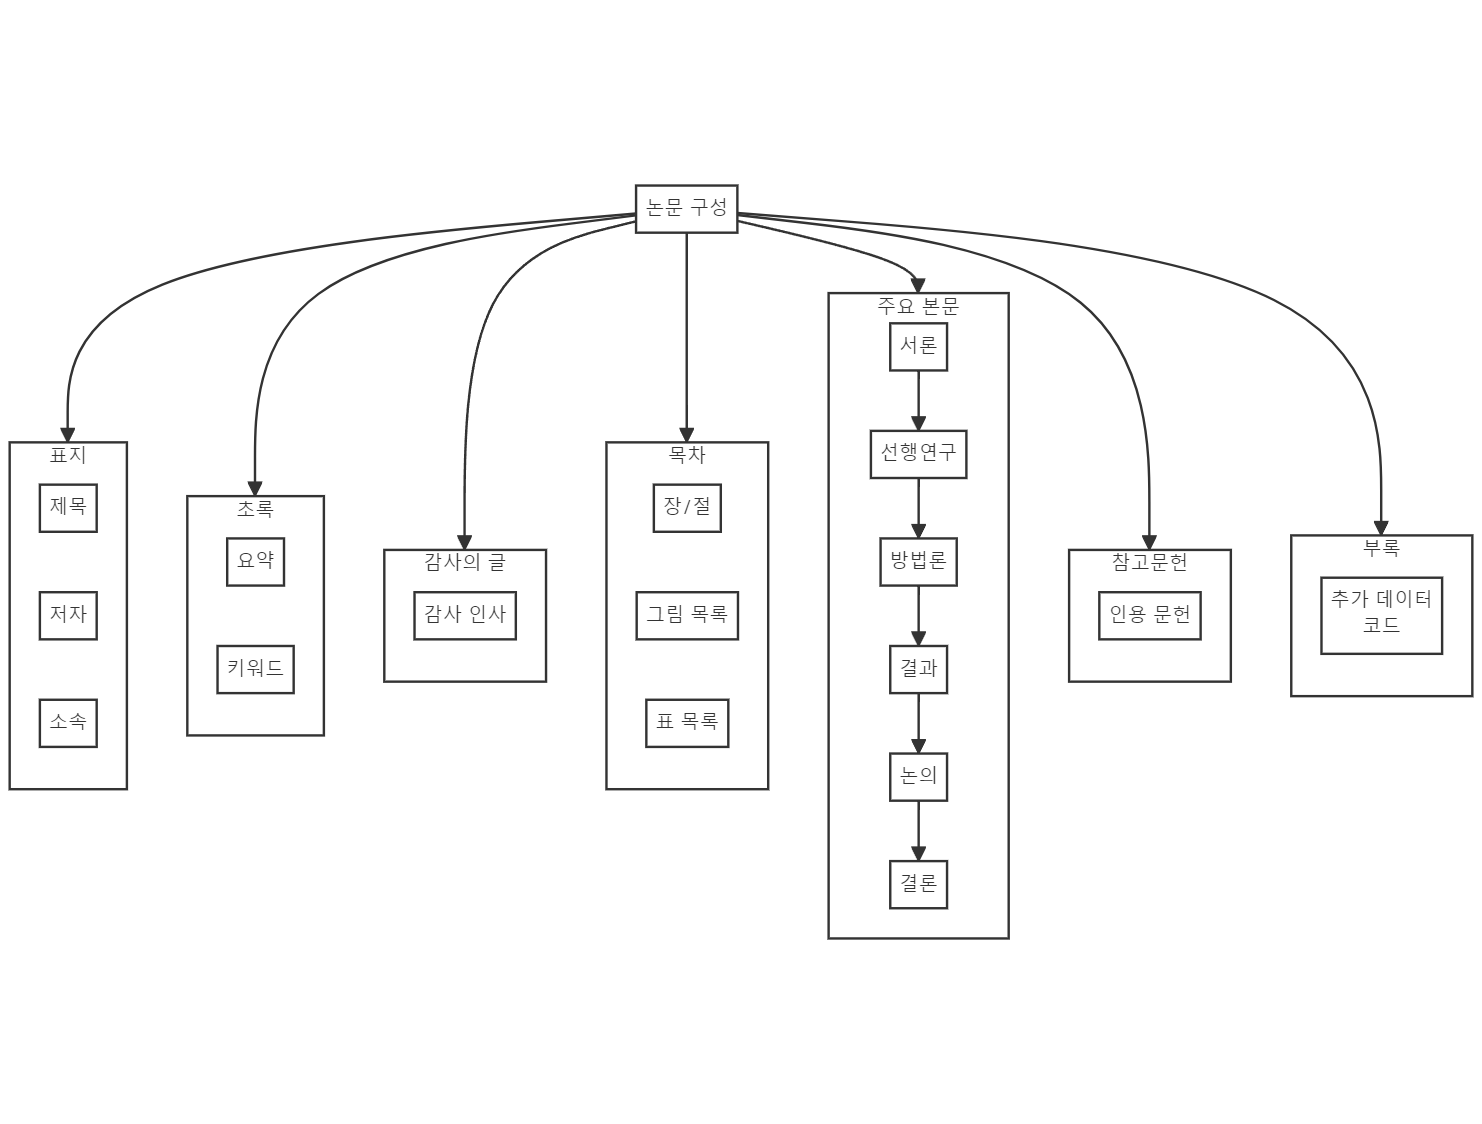 논문 구성
표지
제목
저자
소속
초록
요약
키워드
감사의 글
감사 인사
목차
장/절
그림 목록
표 목록
주요 본문
서론
선행연구
방법론
결과
논의
결론
참고문헌
인용 문헌
부록
추가 데이터
코드